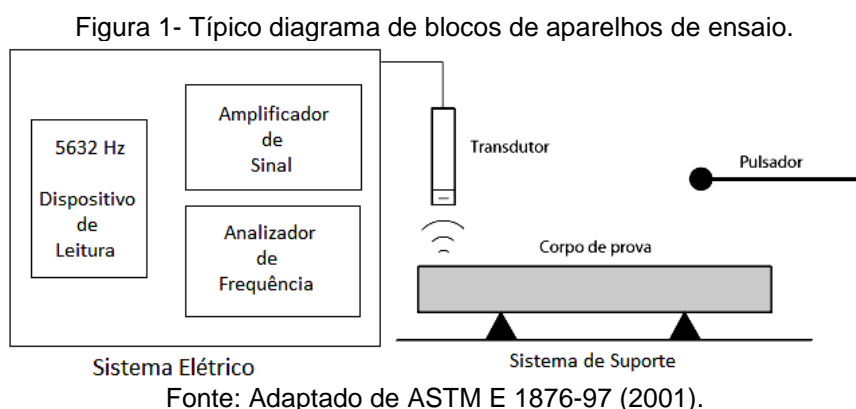 Figura 1- Típico diagrama de blocos de aparelhos de ensaio.
5632 Hz
Dispositivo
de
Leitura
Amplificador
de
Sinal
Analizador
de
Frequência
Transdutor
Pulsador
Corpo de prova
Sistema Elétrico
Sistema de Suporte
Fonte: Adaptado de ASTM E 1876-97 (2001).